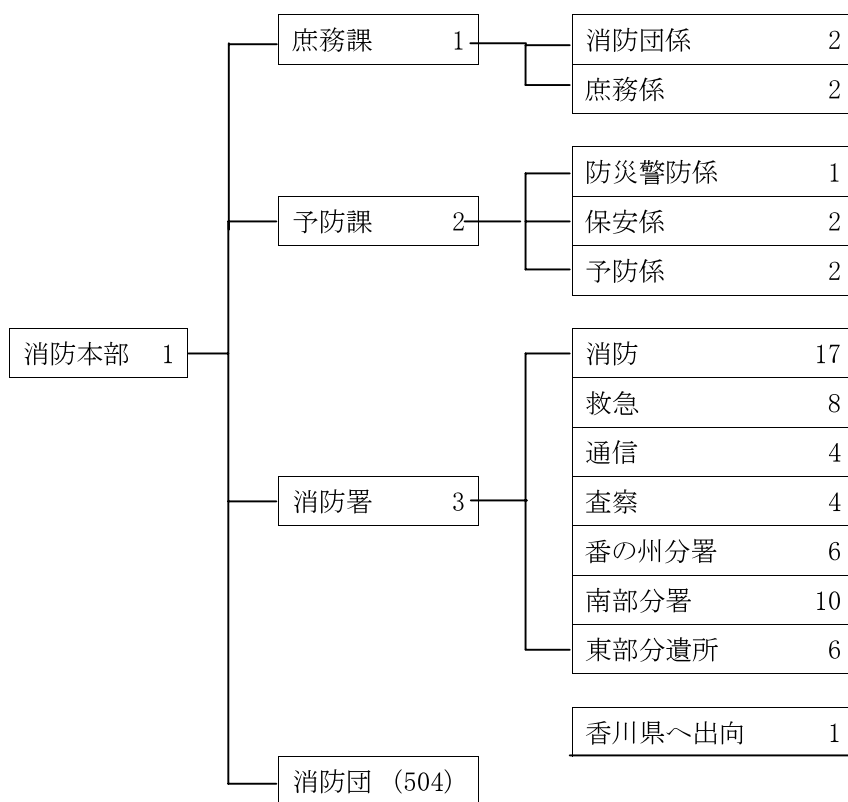 庶務課 1
消防団係 2
庶務係 2
防災警防係 1
予防課 2
保安係 2
予防係 2
消防本部 1
消防 17
救急 8
通信 4
消防署 3
査察 4
番の州分署 6
南部分署 10
東部分遺所 6
香川県へ出向 1
消防団 (504)